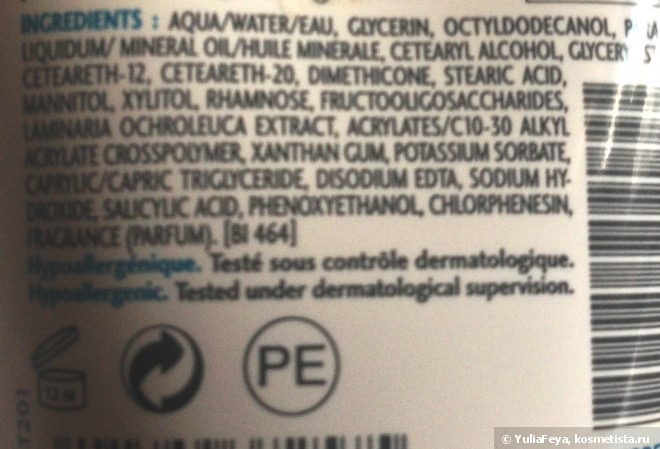 INGREDIENTS : AQUA/WATER/EAU, GLYCERIN, OCTYLDODECANOL,
LIQUIDUM/ MINERAL OIL/HUILE MINERALE, CETEARYL ALCOHOL,
CETEARETH-12, CETEARETH-20, DIMETHICONE, STEARIC ACID,
MANNITOL, XYLITOL, RHAMNOSE, FRUCTOOLIGOSACCHARIDES,
LAMINARIA OCHROLEUCA EXTRACT, ACRYLATES/C10-30 ALKYL
ACRYLATE CROSSPOLYMER, XANTHAN GUM, POTASSIUM SORBATE,
CAPRYLIC/CAPRIC TRIGLYCERIDE, DISODIUM EDTA, SODIUM HY-
DROXIDE, SALICYLIC ACID, PHENOXYETHANOL, CHLORPHENESIN,
FRAGRANCE (PARFUM). [BI 464]
Hypoallergénique. Testé sous contrôle dermatologique.
Hypoallergenic. Tested under dermatological supervision.
PE
© YuliaFeya, kosmetista.ru